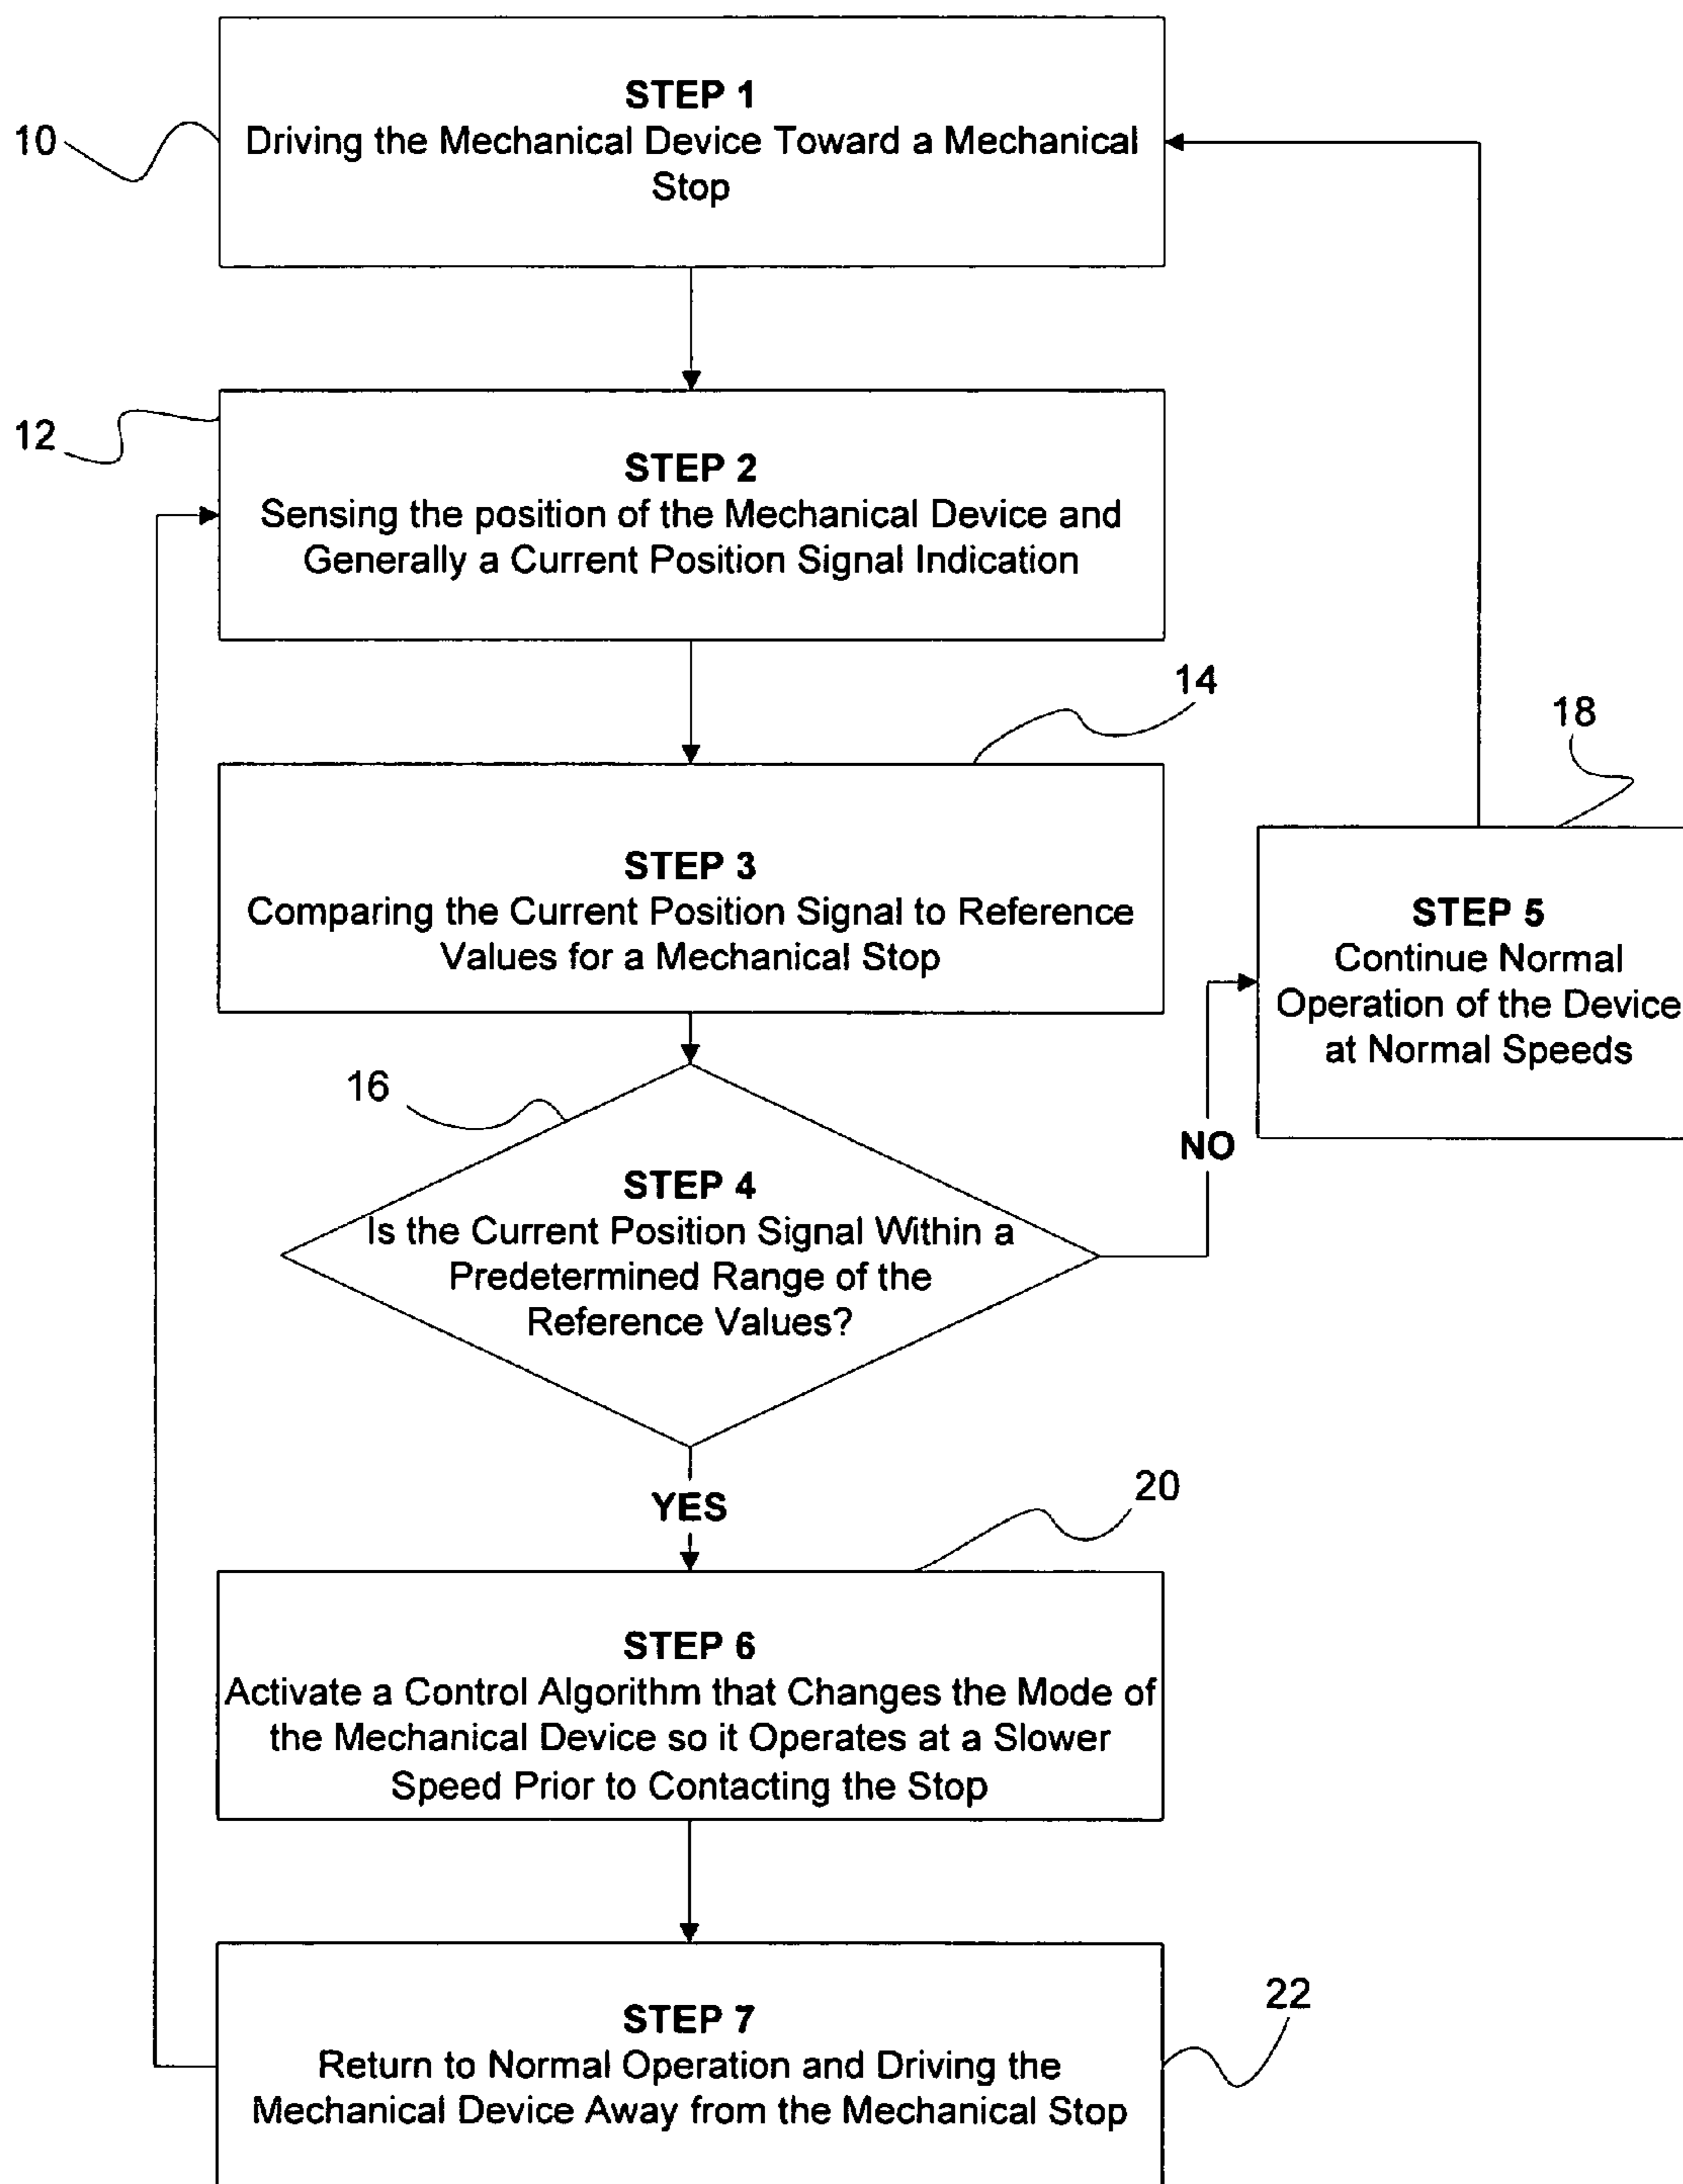 STEP 1
Driving the Mechanical Device Toward a Mechanical
Stop
10
12
STEP 2
Sensing the position of the Mechanical Device and
Generally a Current Position Signal Indication
14
STEP 3
Comparing the Current Position Signal to Reference
Values for a Mechanical Stop
18
STEP 5
Continue Normal
Operation of the Device
at Normal Speeds
16
NO
STEP 4
Is the Current Position Signal Within a
Predetermined Range of the
Reference Values?
YES
20
STEP 6
Activate a Control Algorithm that Changes the Mode of
the Mechanical Device so it Operates at a Slower
Speed Prior to Contacting the Stop
22
STEP 7
Return to Normal Operation and Driving the
Mechanical Device Away from the Mechanical Stop